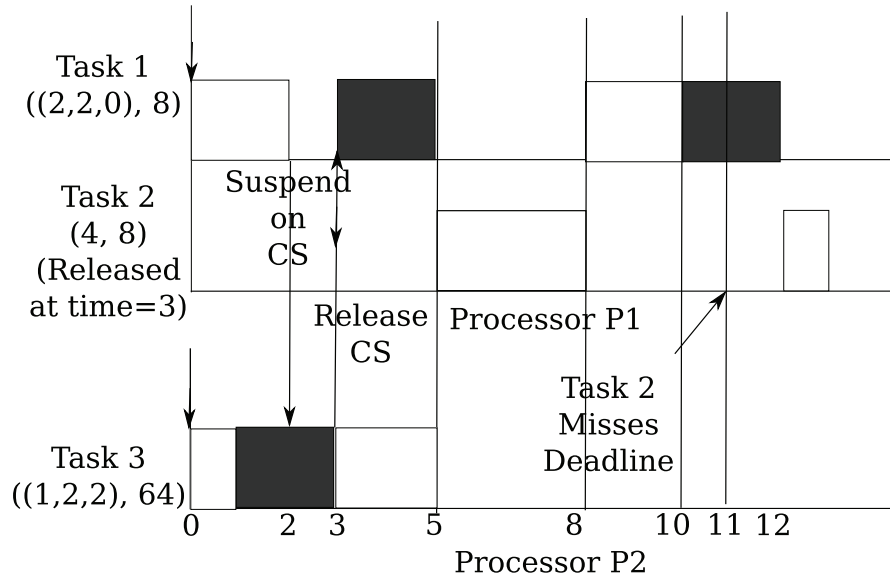 Task 1
((2,2,0), 8)
Suspend
on
CS
Task 2
(4, 8)
(Released
at time=3)
Release
CS
Processor P1
Task 2
Misses
Deadline
Task 3
((1,2,2), 64)
0 2 3 5 8 10 11 12
Processor P2